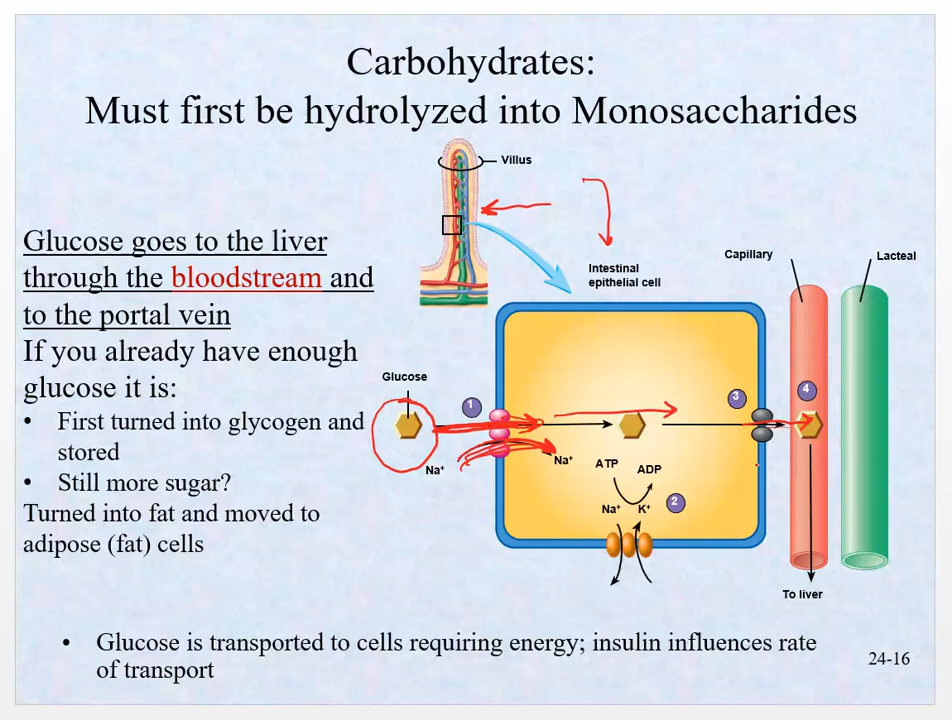 Carbohydrates:
Must first be hydrolyzed into Monosaccharides
Villus
Glucose goes to the liver
through the bloodstream and
to the portal vein
If you already have enough
glucose it is:
• First turned into glycogen and
stored
• Still more sugar?
Turned into fat and moved to
adipose (fat) cells
Intestinal
epithelial cell
Capillary
Lacteal
Glucose
1
3
4
Na⁺
Na⁺
ATP
ADP
Na⁺
K⁺
2
To liver
• Glucose is transported to cells requiring energy; insulin influences rate
of transport
24-16